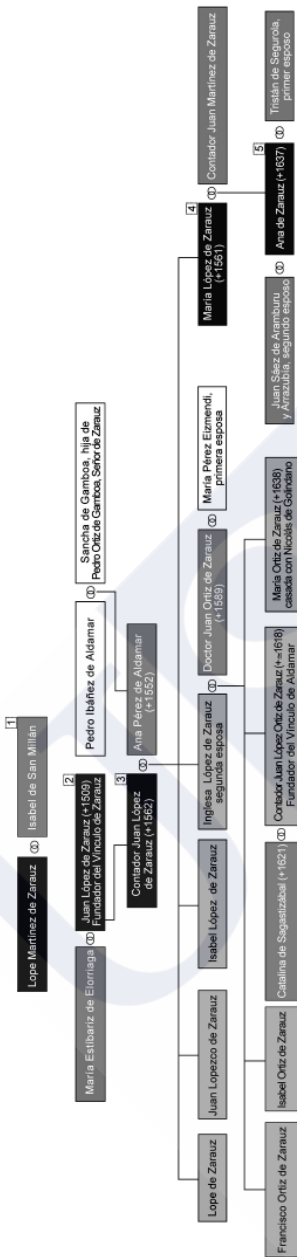 1
Lope Martínez de Zarauz
Isabel de San Millán
2
María Estibariz de Elorriaga
Juan López de Zarauz (+1509)
Fundador del Vínculo de Zarauz
Pedro Ibáñez de Aldamar
Sancha de Gamboa, hija de
Pedro Ortiz de Gamboa, Señor de Zarauz
3
Contador Juan López
de Zarauz (+1562)
Ana Pérez de Aldamar
(+1552)
4
Lope de Zarauz
Juan Lopezco de Zarauz
Isabel López de Zarauz
Inglesa López de Zarauz
segunda esposa
Doctor Juan Ortiz de Zarauz
(+1589)
María Pérez Eizmendi,
primera esposa
María López de Zarauz
(+1561)
Contador Juan Martínez de Zarauz
5
Francisco Ortiz de Zarauz
Isabel Ortiz de Zarauz
Catalina de Sagastizábal (+1621)
Contador Juan López Ortiz de Zarauz (+≈1618)
Fundador del Vínculo de Aldamar
María Ortiz de Zarauz (+1638)
casada con Nicolás de Goíindano
Juan Sáez de Aramburu
y Arrazubia, segundo esposo
Ana de Zarauz (+1637)
Tristán de Segurola,
primer esposo